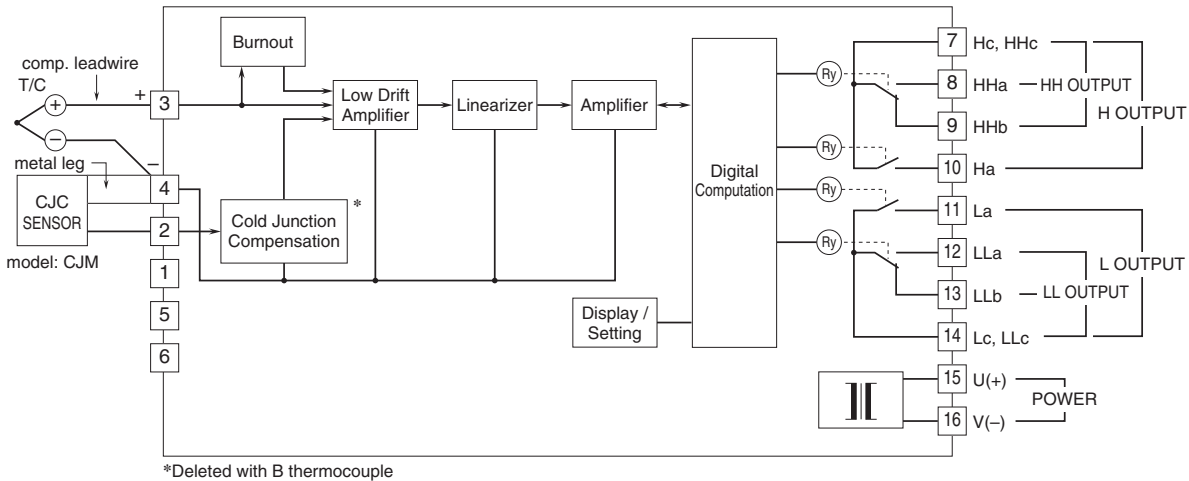 Burnout
comp. leadwire
T/C
+
+
3
–
–
metal leg
4
CJC
SENSOR
2
model: CJM
1
5
6
Low Drift
Amplifier
Linearizer
Amplifier
Cold Junction
Compensation
*
Digital
Computation
Display /
Setting
Ry
Ry
Ry
Ry
7 Hc, HHc
8 HHa
HH OUTPUT
9 HHb
H OUTPUT
10 Ha
11 La
12 LLa
L OUTPUT
13 LLb
LL OUTPUT
14 Lc, LLc
15 U(+)
POWER
16 V(–)
*Deleted with B thermocouple